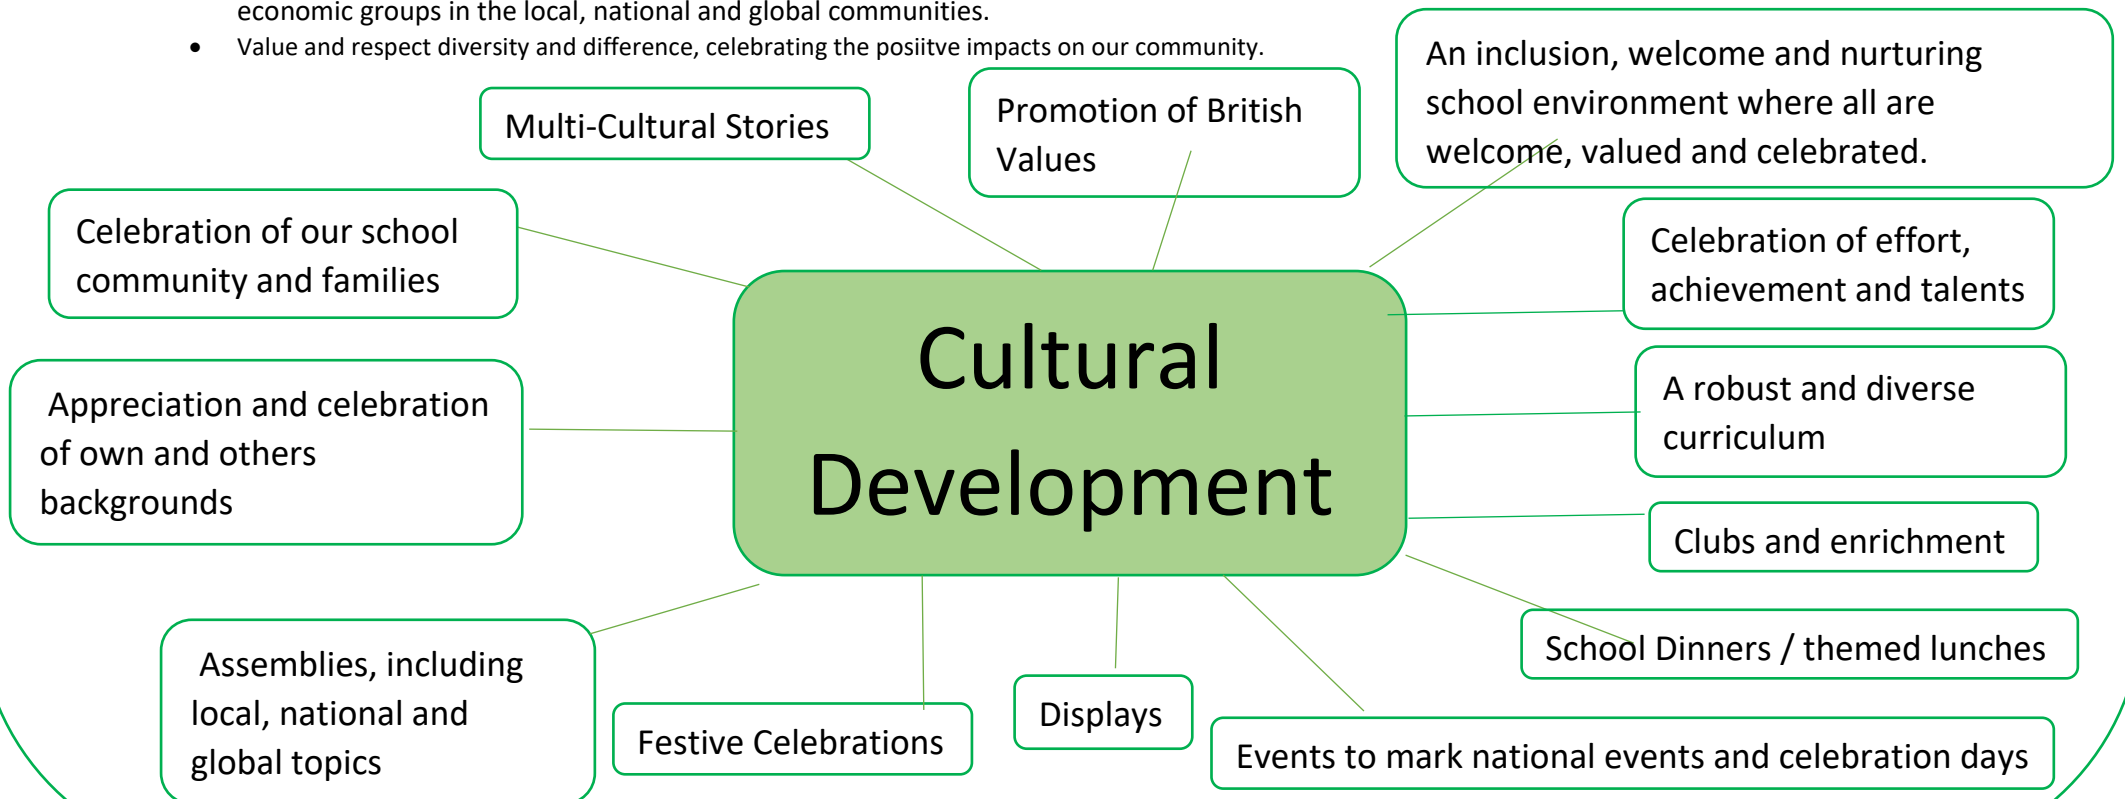 economic groups in the local, national and global communities.
• Value and respect diversity and difference, celebrating the posiitve impacts on our community.
An inclusion, welcome and nurturing
school environment where all are
welcome, valued and celebrated.
Promotion of British
Values
Multi-Cultural Stories
Celebration of our school
community and families
Celebration of effort,
achievement and talents
Cultural
Development
Appreciation and celebration
of own and others
backgrounds
A robust and diverse
curriculum
Clubs and enrichment
School Dinners / themed lunches
Assemblies, including
local, national and
global topics
Festive Celebrations
Displays
Events to mark national events and celebration days